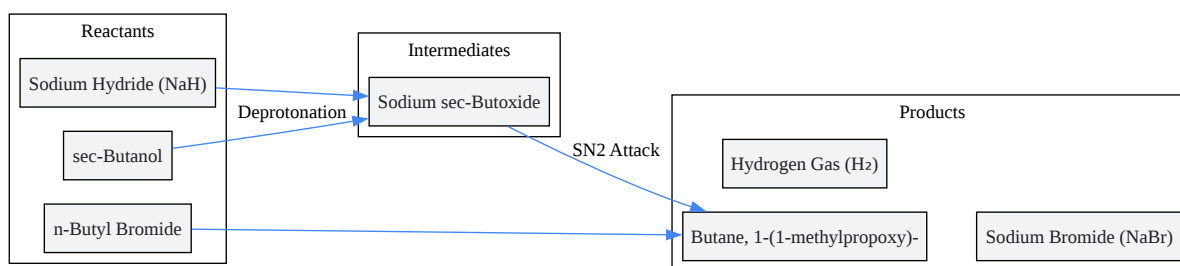 Reactants
Sodium Hydride (NaH)
sec-Butanol
n-Butyl Bromide
Deprotonation
Intermediates
Sodium sec-Butoxide
SN2 Attack
Products
Hydrogen Gas (H₂)
Butane, 1-(1-methylpropoxy)-
Sodium Bromide (NaBr)